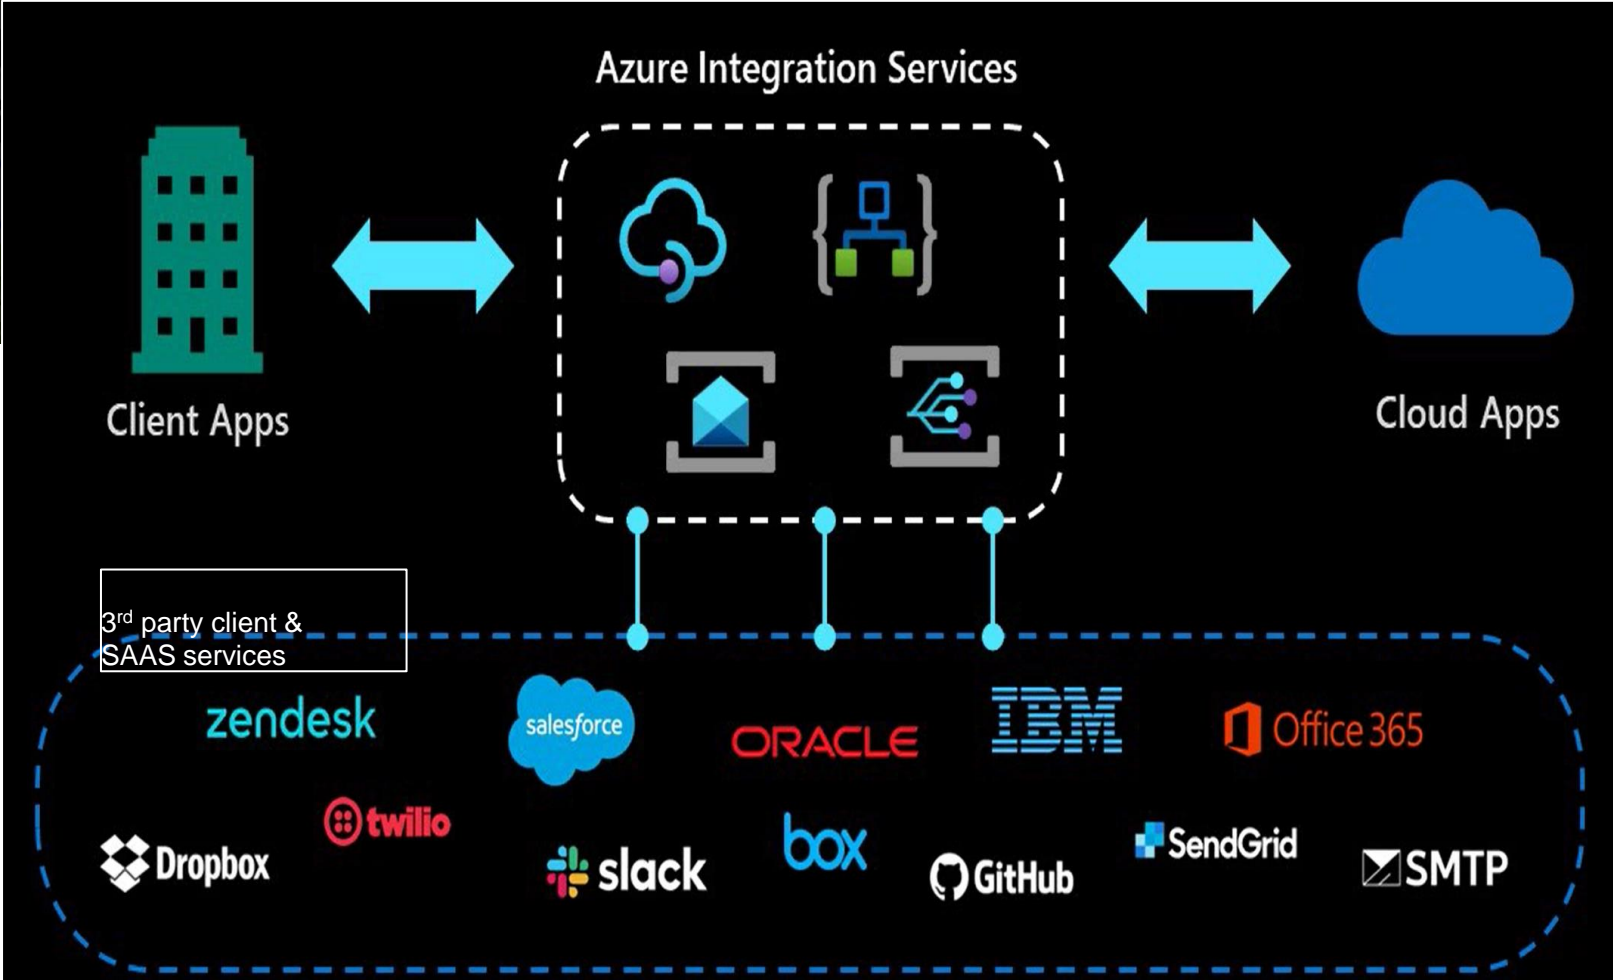 Azure Integration Services
Client Apps
Cloud Apps
3rd party client &
SAAS services
zendesk
salesforce
ORACLE
IBM
Office 365
Dropbox
twilio
slack
box
GitHub
SendGrid
SMTP